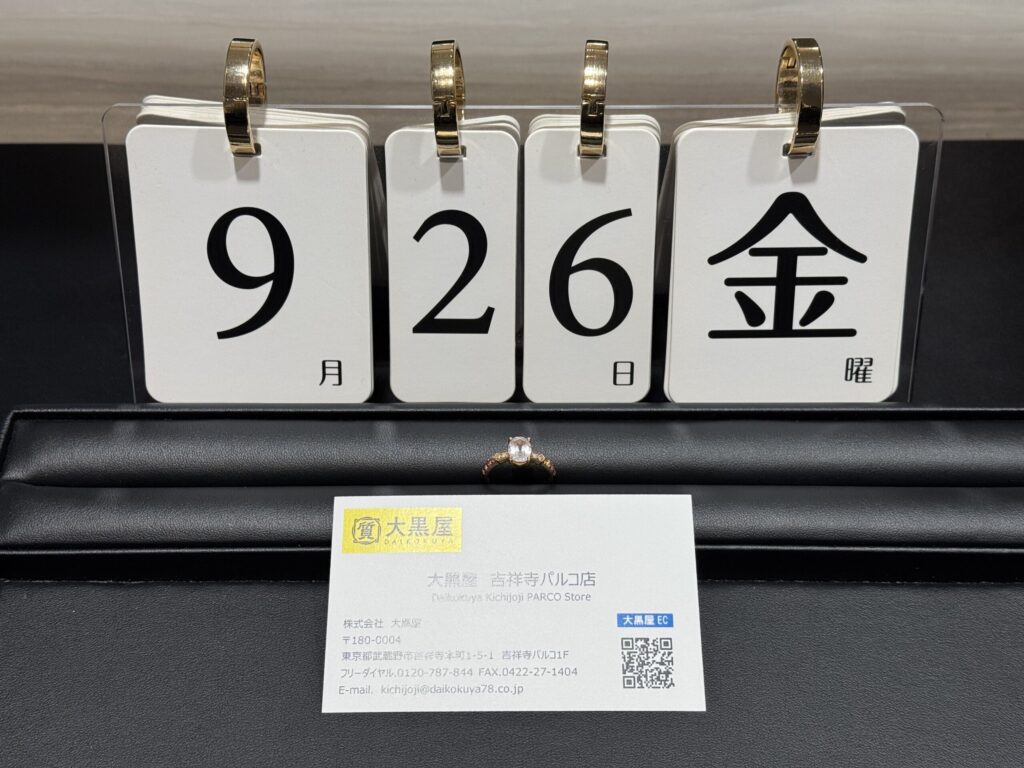 9月
26日
金曜
質 大黒屋
DAIKOKUYA
大黒屋 吉祥寺パルコ店
Daikokuya Kichijoji PARCO Store
株式会社 大黒屋
〒180-0004
東京都武蔵野市吉祥寺本町1-5-1 吉祥寺パルコ1F
フリーダイヤル.0120-787-844 FAX.0422-27-1404
E-mail. kichijoji@daikokuya78.co.jp
大黒屋 EC